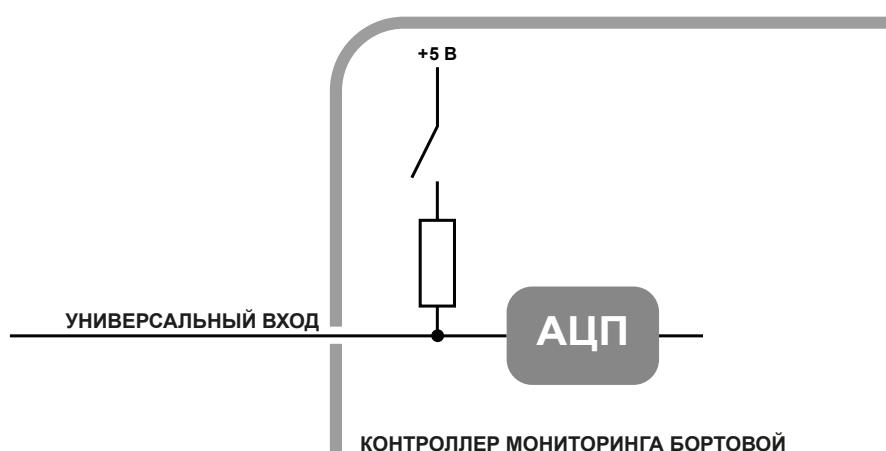 +5 В
УНИВЕРСАЛЬНЫЙ ВХОД
АЦП
КОНТРОЛЛЕР МОНИТОРИНГА БОРТОВОЙ